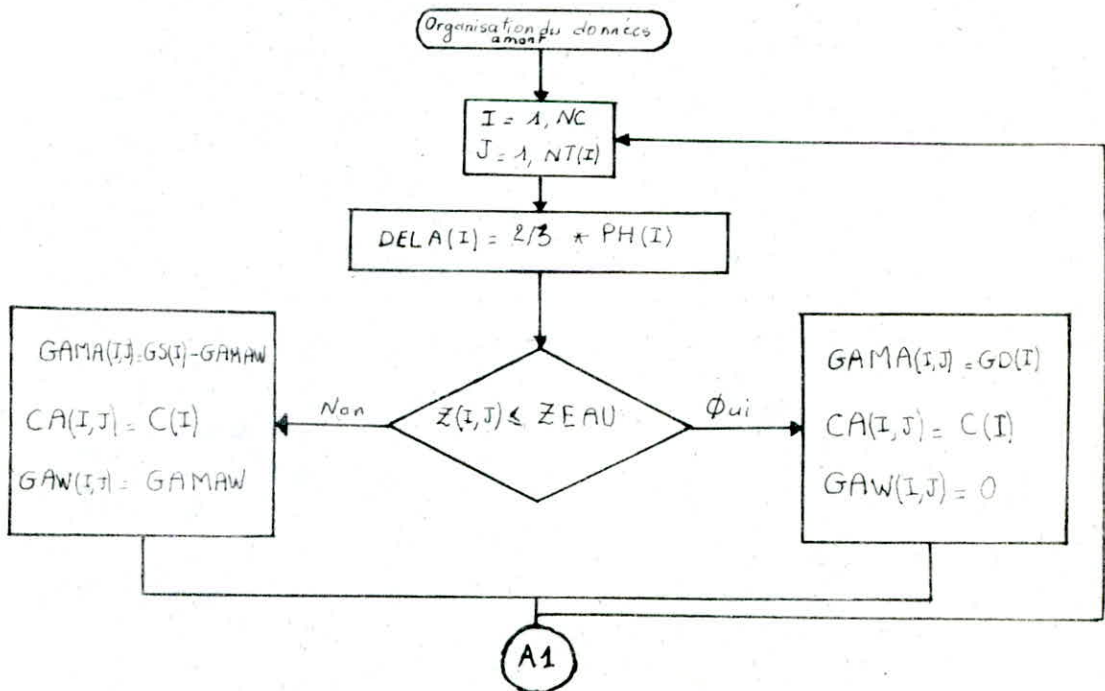 Organisation du données
amont
I = 1, NC
J = 1, NT(I)
DELA(I) = 2/3 * PH(I)
Z(I,J) ≤ ZEAU
Non
Φui
GAMA(I,J)=GS(I)-GAMAW
CA(I,J) = C(I)
GAW(I,J) = GAMAW
GAMA(I,J) = GD(I)
CA(I,J) = C(I)
GAW(I,J) = 0
A1